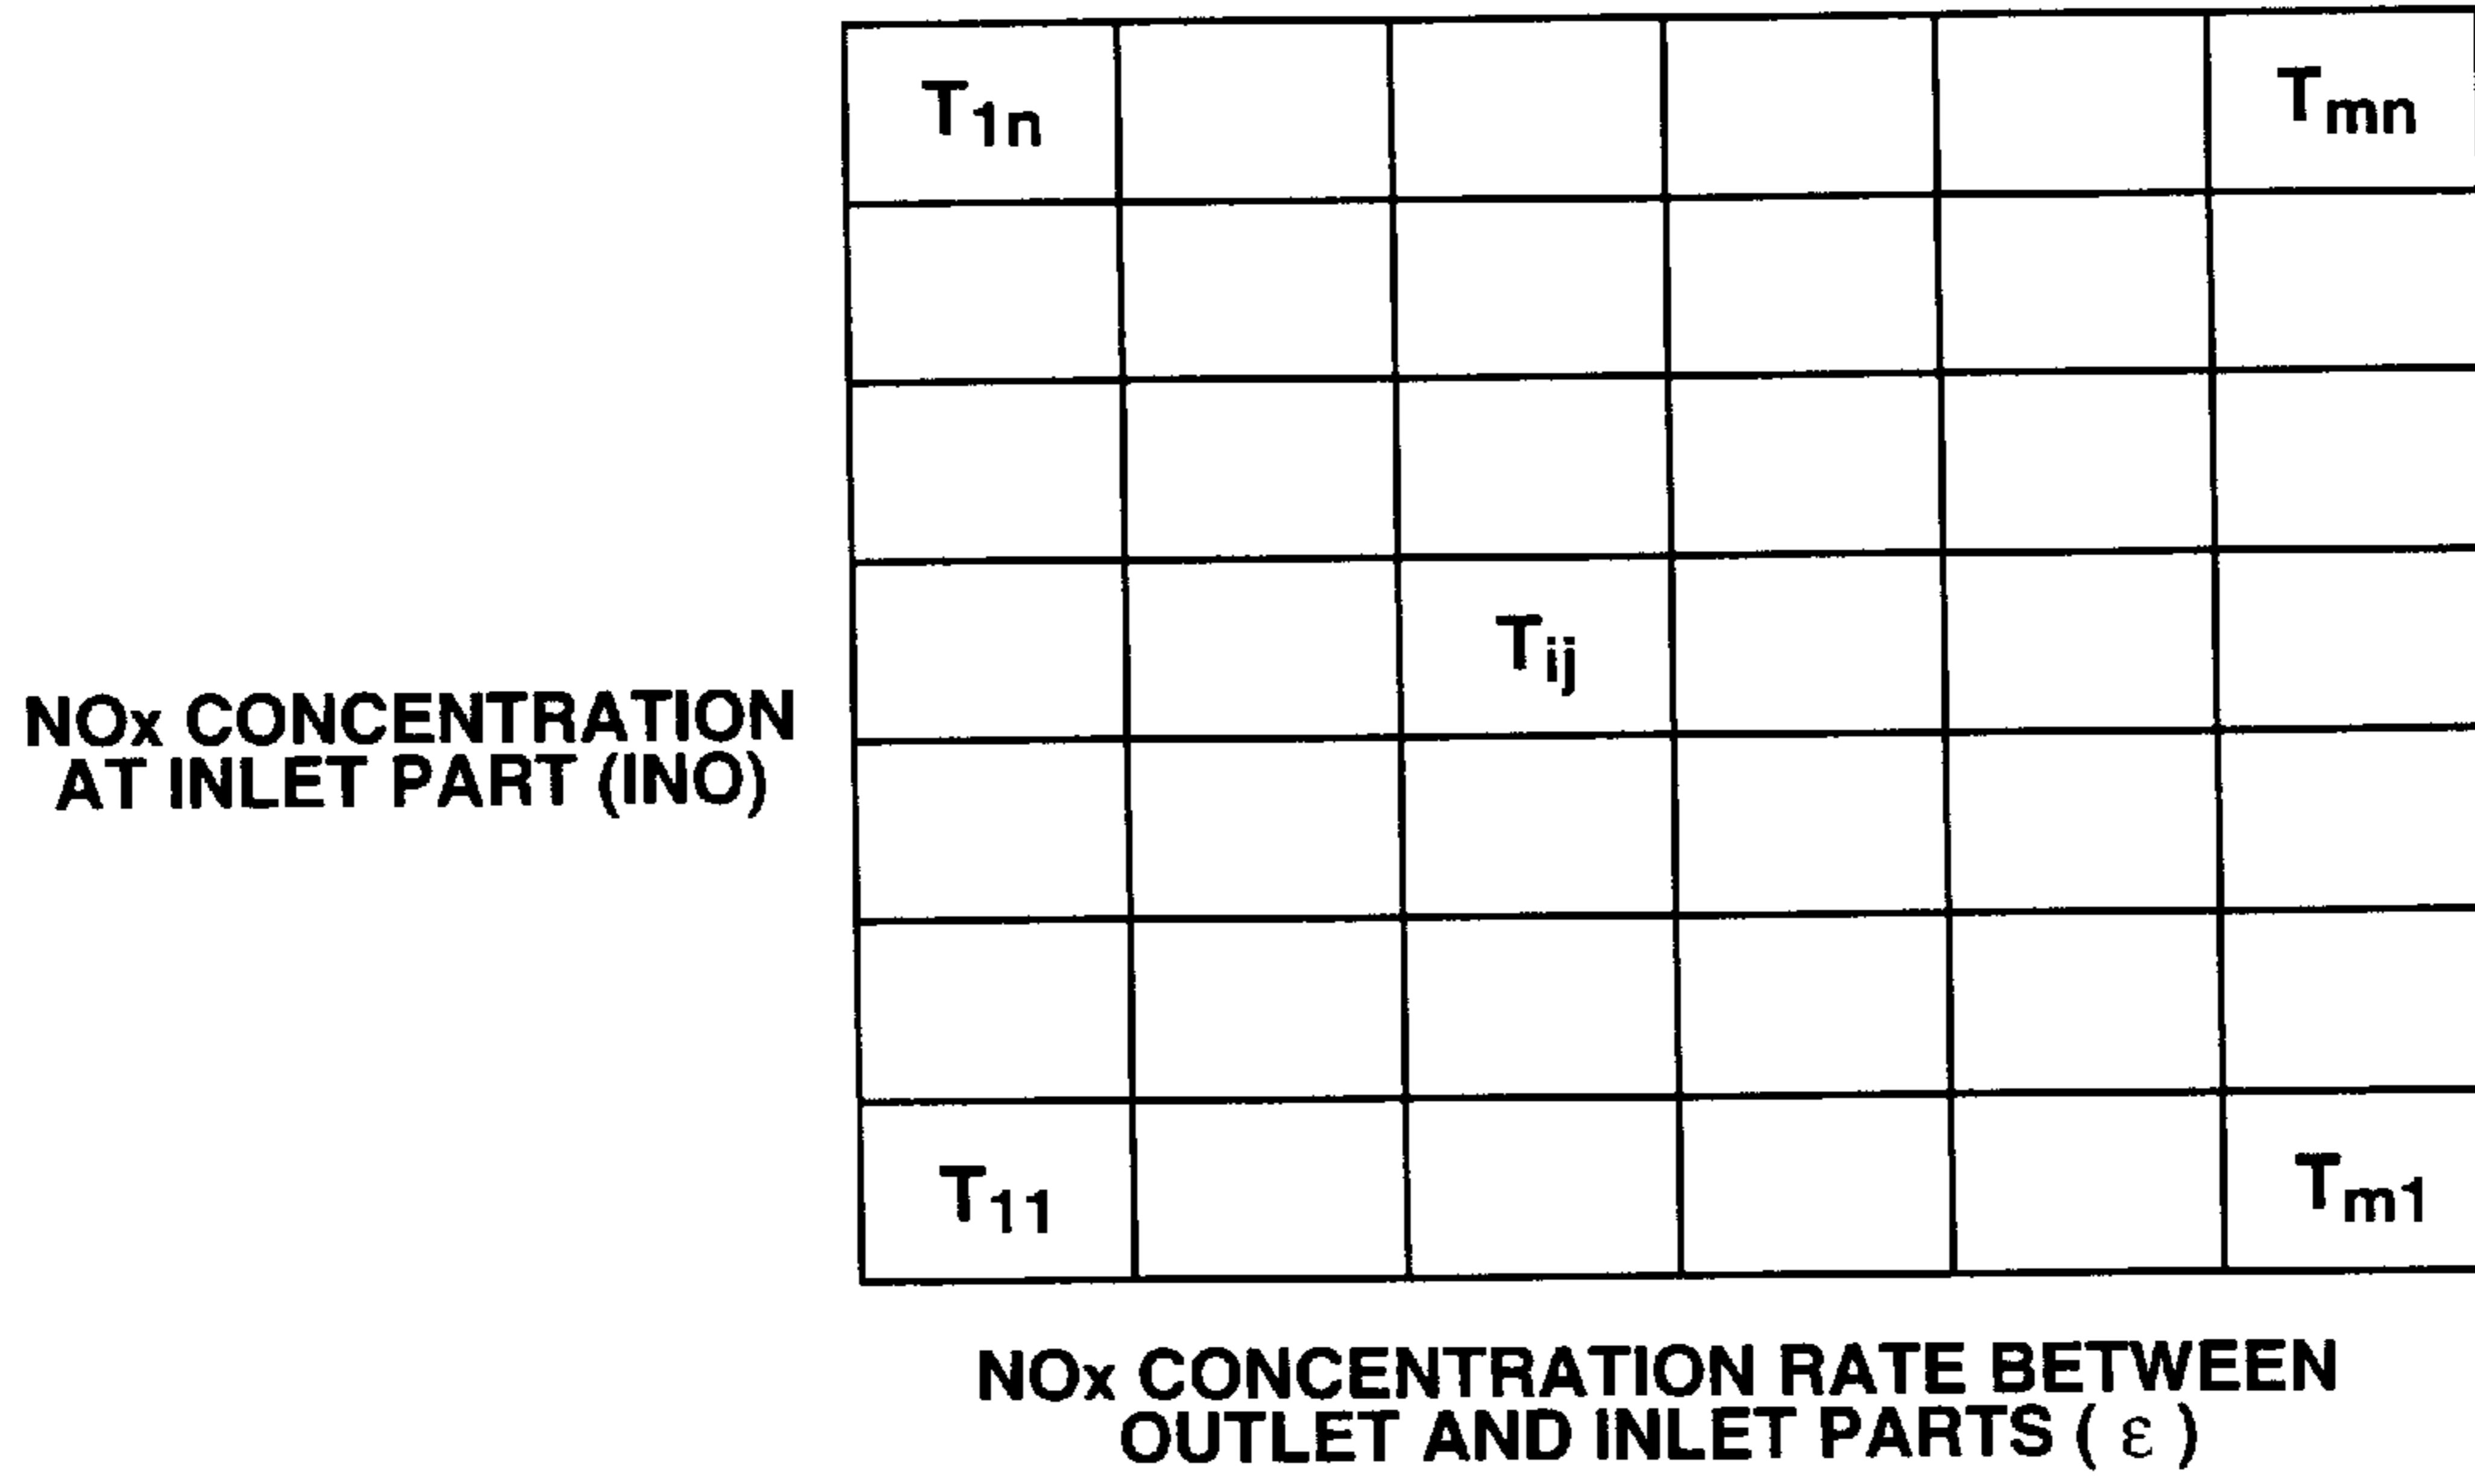 T1n
Tmn
Tij
NOx CONCENTRATION
AT INLET PART (INO)
T11
Tm1
NOx CONCENTRATION RATE BETWEEN
OUTLET AND INLET PARTS ( ε )